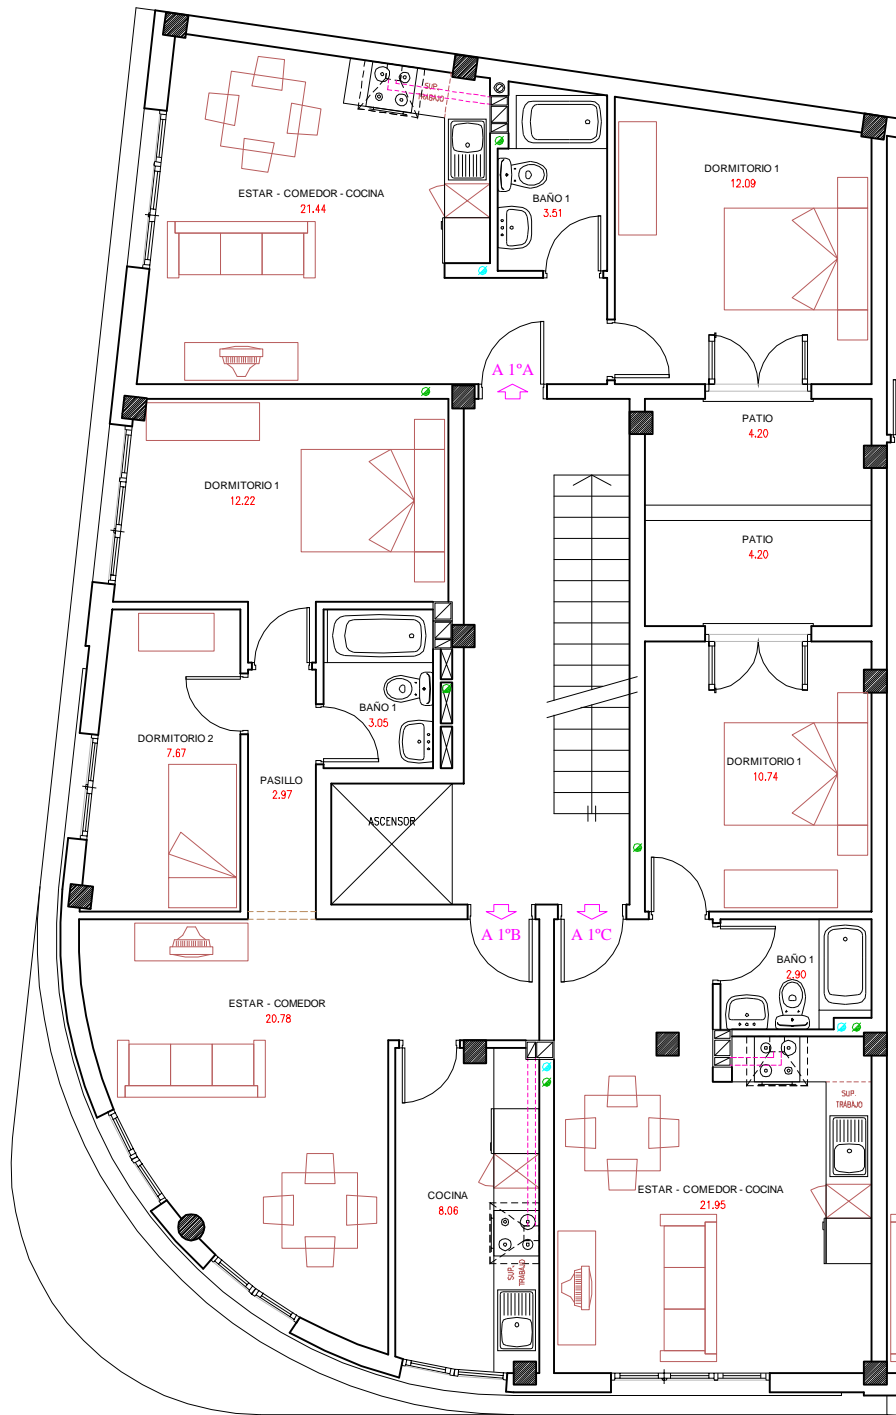 SUP.
TRABAJO
ESTAR - COMEDOR - COCINA
21.44
BAÑO 1
3.51
DORMITORIO 1
12.09
A 1ºA
PATIO
4.20
DORMITORIO 1
12.22
PATIO
4.20
BAÑO 1
3.05
DORMITORIO 2
7.67
PASILLO
2.97
DORMITORIO 1
10.74
ASCENSOR
A 1ºB
A 1ºC
BAÑO 1
2.90
ESTAR - COMEDOR
20.78
SUP.
TRABAJO
COCINA
8.06
ESTAR - COMEDOR - COCINA
21.95
SUP.
TRABAJO